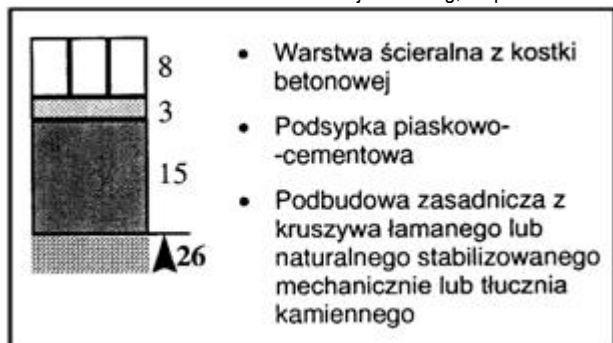 8
3
15
26
• Warstwa ścieralna z kostki
betonowej
• Podsypka piaskowo-
-cementowa
• Podbudowa zasadnicza z
kruszywa łamanego lub
naturalnego stabilizowanego
mechanicznie lub tłucznia
kamiennego